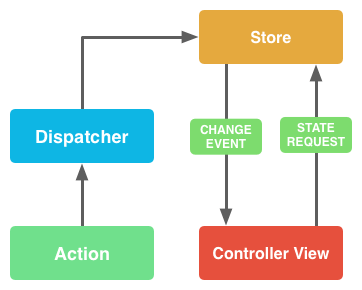 Store
Dispatcher
CHANGE
EVENT
STATE
REQUEST
Action
Controller View